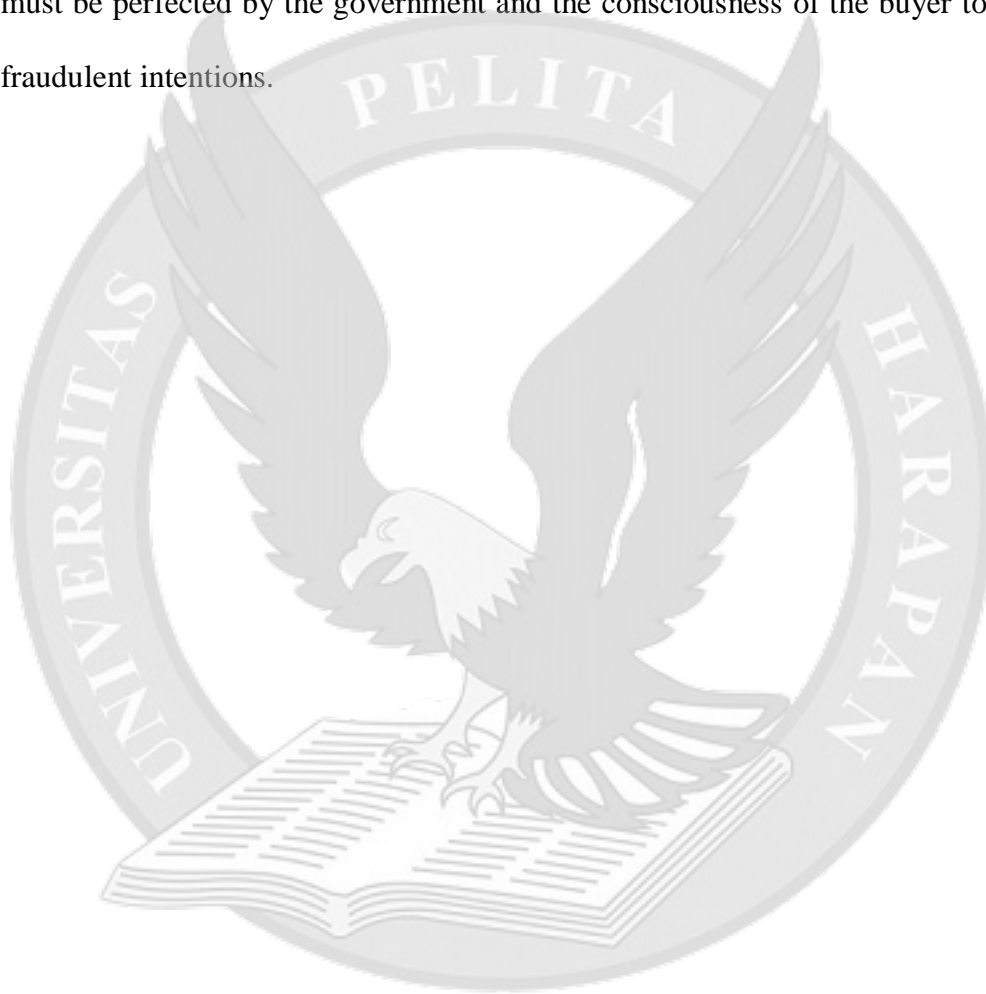 must be perfected by the government and the consciousness of the buyer to
fraudulent intentions.
UNIVERSITAS PELITA HARAPAN